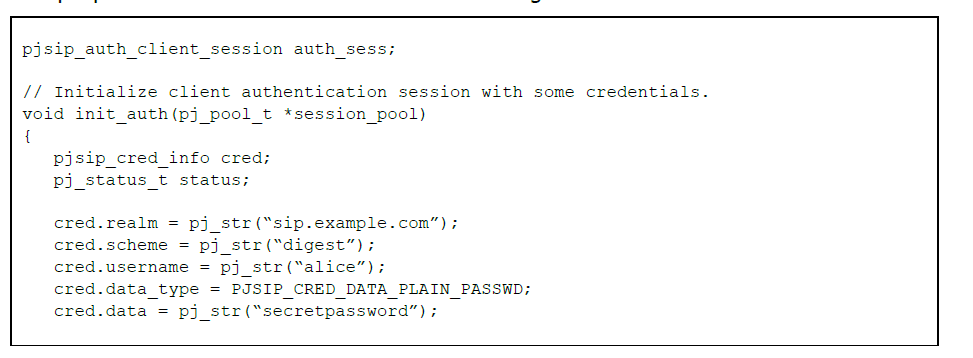 pjsip_auth_client_session auth_sess;
// Initialize client authentication session with some credentials.
void init_auth(pj_pool_t *session_pool)
{
pjsip_cred_info cred;
pj_status_t status;
cred.realm = pj_str(“sip.example.com”);
cred.scheme = pj_str(“digest”);
cred.username = pj_str(“alice”);
cred.data_type = PJSIP_CRED_DATA_PLAIN_PASSWD;
cred.data = pj_str(“secretpassword”);